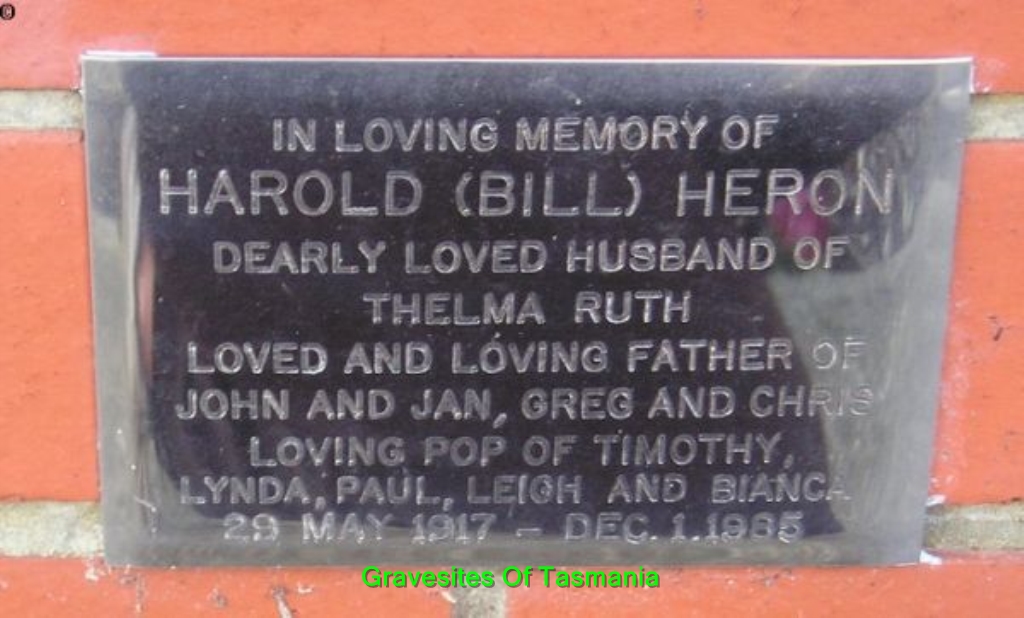 ©
IN LOVING MEMORY OF
HAROLD (BILL) HERON
DEARLY LOVED HUSBAND OF
THELMA RUTH
LOVED AND LOVING FATHER OF
JOHN AND JAN, GREG AND CHRIS
LOVING POP OF TIMOTHY,
LYNDA, PAUL, LEIGH AND BIANCA
29 MAY 1917 - DEC. 1. 1985
Gravesites Of Tasmania